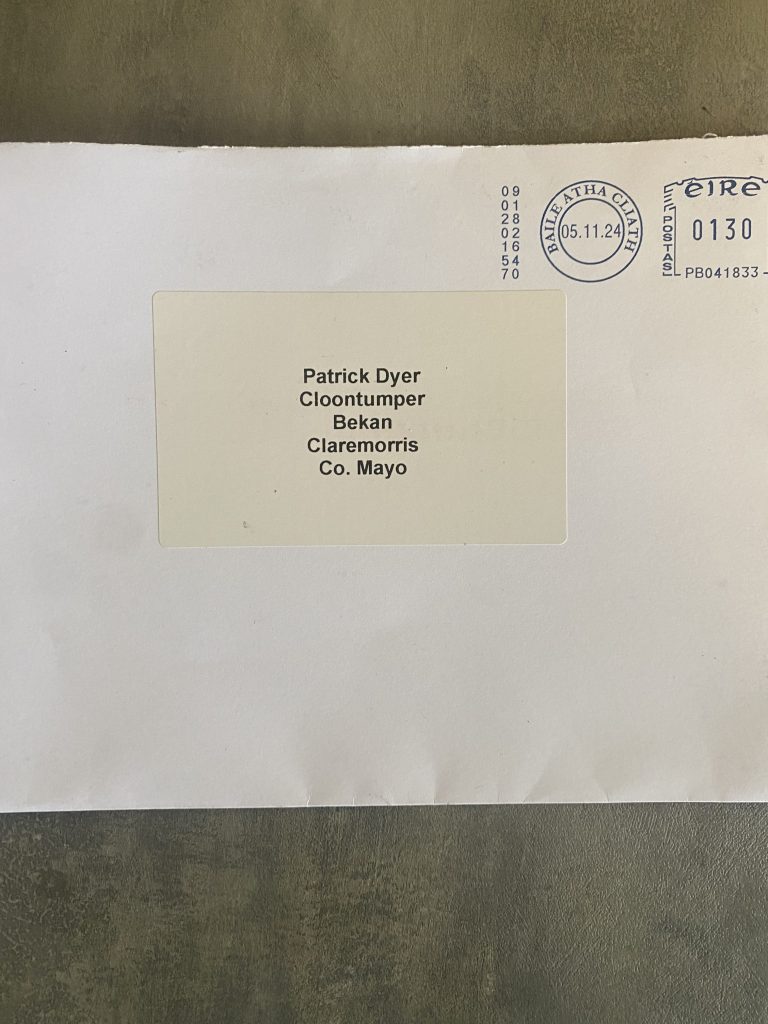 09
01
28
02
16
54
70
BAILE ATHA CLIATH
05.11.24
éIRe
POSTAS
0130
PB041833
Patrick Dyer
Cloontumper
Bekan
Claremorris
Co. Mayo